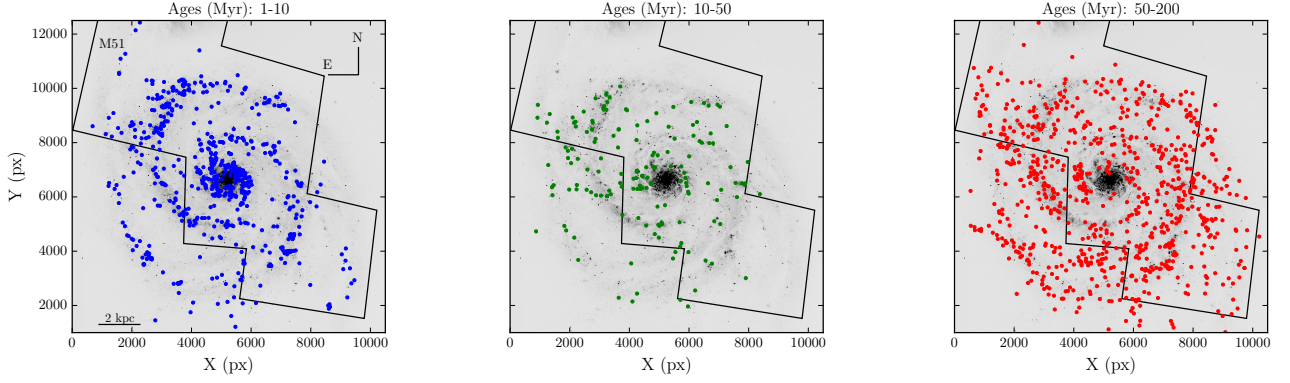 Ages (Myr): 1-10
M51
N
E
2 kpc
Y (px)
12000
10000
8000
6000
4000
2000
0 2000 4000 6000 8000 10000
X (px)
Ages (Myr): 10-50
0 2000 4000 6000 8000 10000
X (px)
Ages (Myr): 50-200
0 2000 4000 6000 8000 10000
X (px)